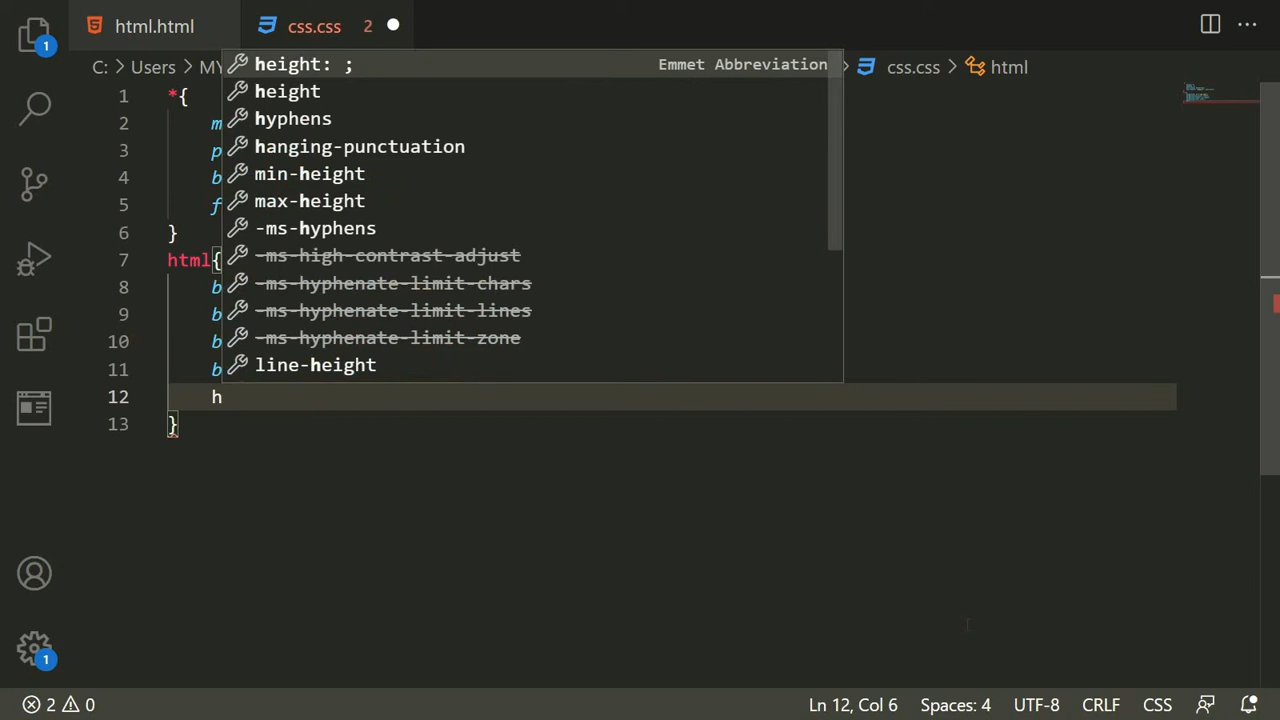 html.html css.css 2
C: > Users > MY > css.css > html
height: ; Emmet Abbreviation
1 *{
height
2 m
hyphens
3 p
hanging-punctuation
4 b
min-height
5 f
max-height
6 }
-ms-hyphens
7 html{
-ms-high-contrast-adjust
8 b
-ms-hyphenate-limit-chars
9 b
-ms-hyphenate-limit-lines
10 b
-ms-hyphenate-limit-zone
11 b
line-height
12 h
13 }
1
1
2 0 Ln 12, Col 6 Spaces: 4 UTF-8 CRLF CSS